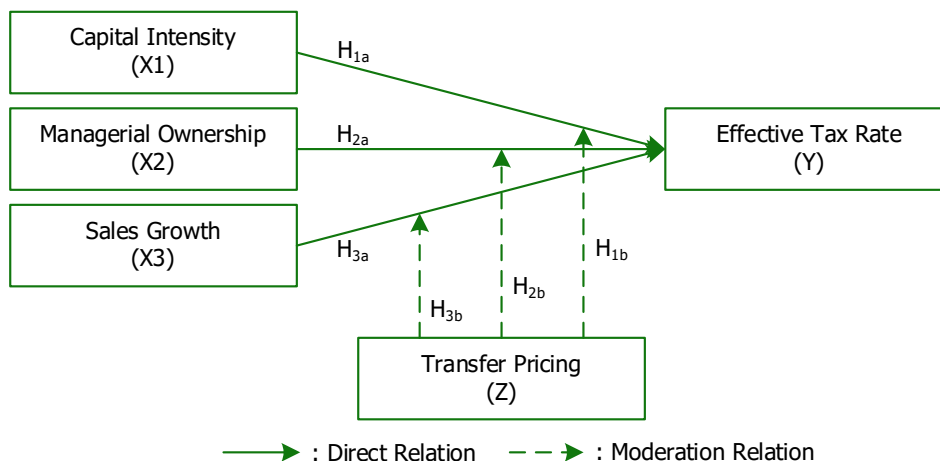 Capital Intensity
(X1)
H1a
Managerial Ownership
(X2)
H2a
Effective Tax Rate
(Y)
Sales Growth
(X3)
H3a
H1b
H2b
H3b
Transfer Pricing
(Z)
: Direct Relation
: Moderation Relation